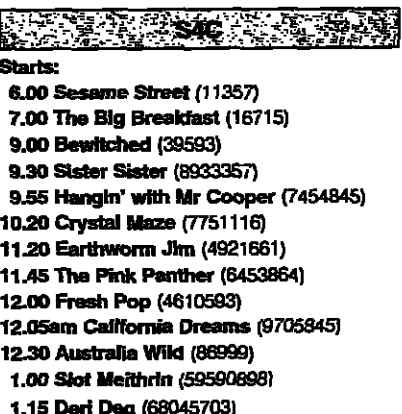 S4C
Starts:
6.00 Sesame Street (11357)
7.00 The Big Breakfast (16715)
9.00 Bewitched (39593)
9.30 Sister Sister (8933357)
9.55 Hangin' with Mr Cooper (7454845)
10.20 Crystal Maze (7751116)
11.20 Earthworm Jim (4921661)
11.45 The Pink Panther (6453864)
12.00 Fresh Pop (4610593)
12.05am California Dreams (9705845)
12.30 Australia Wild (86999)
1.00 Slot Meithrin (59590898)
1.15 Dari Deg (68045703)